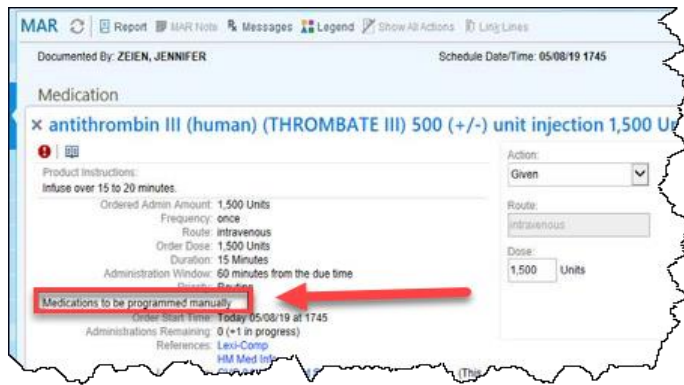 MAR Report MAR Note Messages Legend Show All Actions Link Lines
Documented By: ZEIEN, JENNIFER Schedule Date/Time: 05/08/19 1745
Medication
× antithrombin III (human) (THROMBATE III) 500 (+/-) unit injection 1,500
Action:
Product Instructions:
Given
Infuse over 15 to 20 minutes.
Ordered Admin Amount: 1,500 Units
Route:
Frequency: once
Route: intravenous
intravenous
Order Dose: 1,500 Units
Duration: 15 Minutes
Dose:
Administration Window: 60 minutes from the due time
1,500 Units
Priority: Routine
Medications to be programmed manually
Order Start Time: Today 05/08/19 at 1745
Administrations Remaining: 0 (+1 in progress)
References: Lexi-Comp
HM Med Info
(This